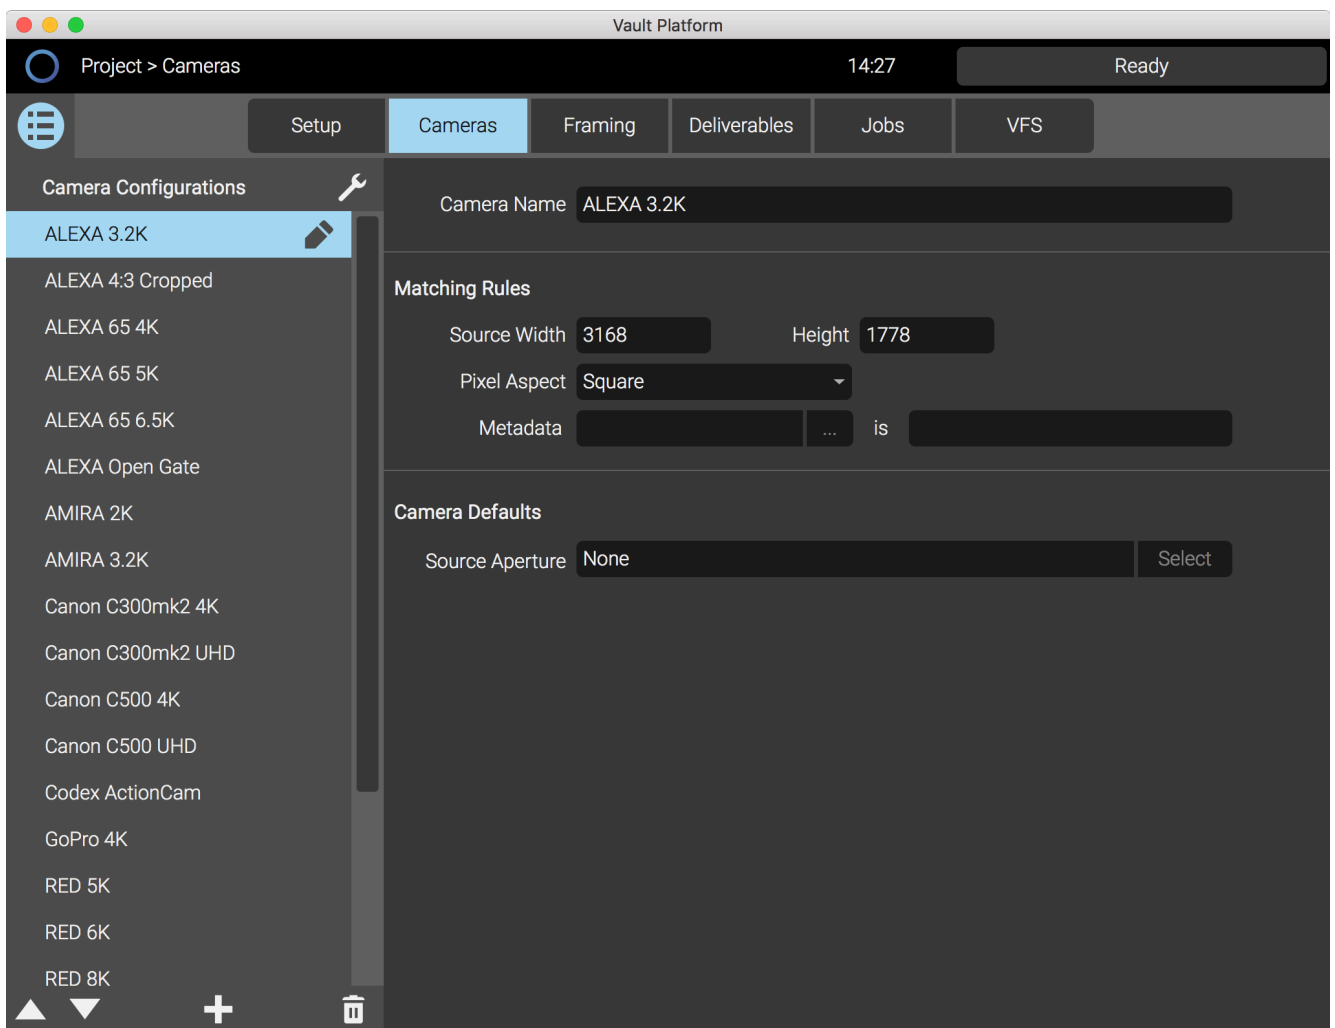 Vault Platform
Project > Cameras
14:27
Ready
Setup
Cameras
Framing
Deliverables
Jobs
VFS
Camera Configurations
ALEXA 3.2K
ALEXA 4:3 Cropped
ALEXA 65 4K
ALEXA 65 5K
ALEXA 65 6.5K
ALEXA Open Gate
AMIRA 2K
AMIRA 3.2K
Canon C300mk2 4K
Canon C300mk2 UHD
Canon C500 4K
Canon C500 UHD
Codex ActionCam
GoPro 4K
RED 5K
RED 6K
RED 8K
Camera Name ALEXA 3.2K
Matching Rules
Source Width 3168 Height 1778
Pixel Aspect Square
Metadata ... is
Camera Defaults
Source Aperture None Select